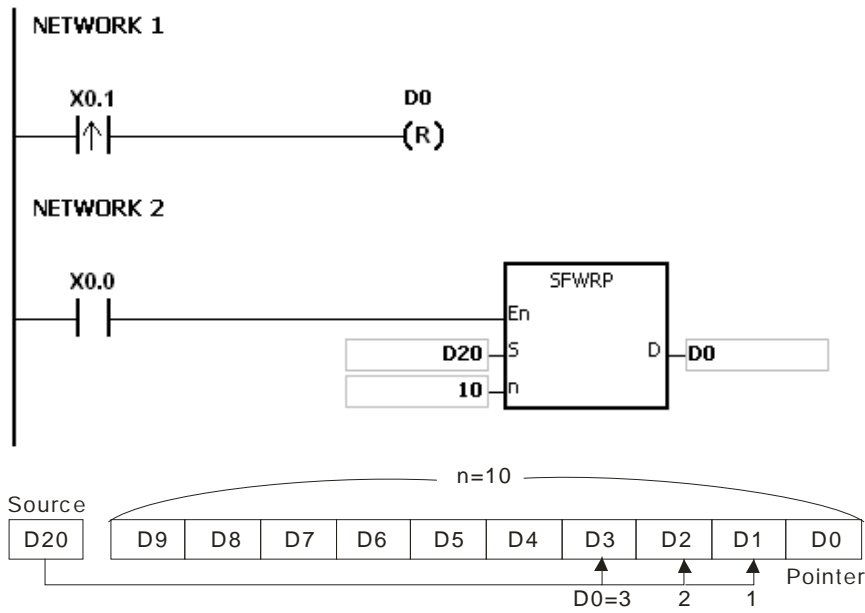 NETWORK 1
X0.1 D0
(R)
NETWORK 2
X0.0
SFWRP
En
D20 S D D0
10 n
n=10
Source
D20 D9 D8 D7 D6 D5 D4 D3 D2 D1 D0
Pointer
D0=3 2 1